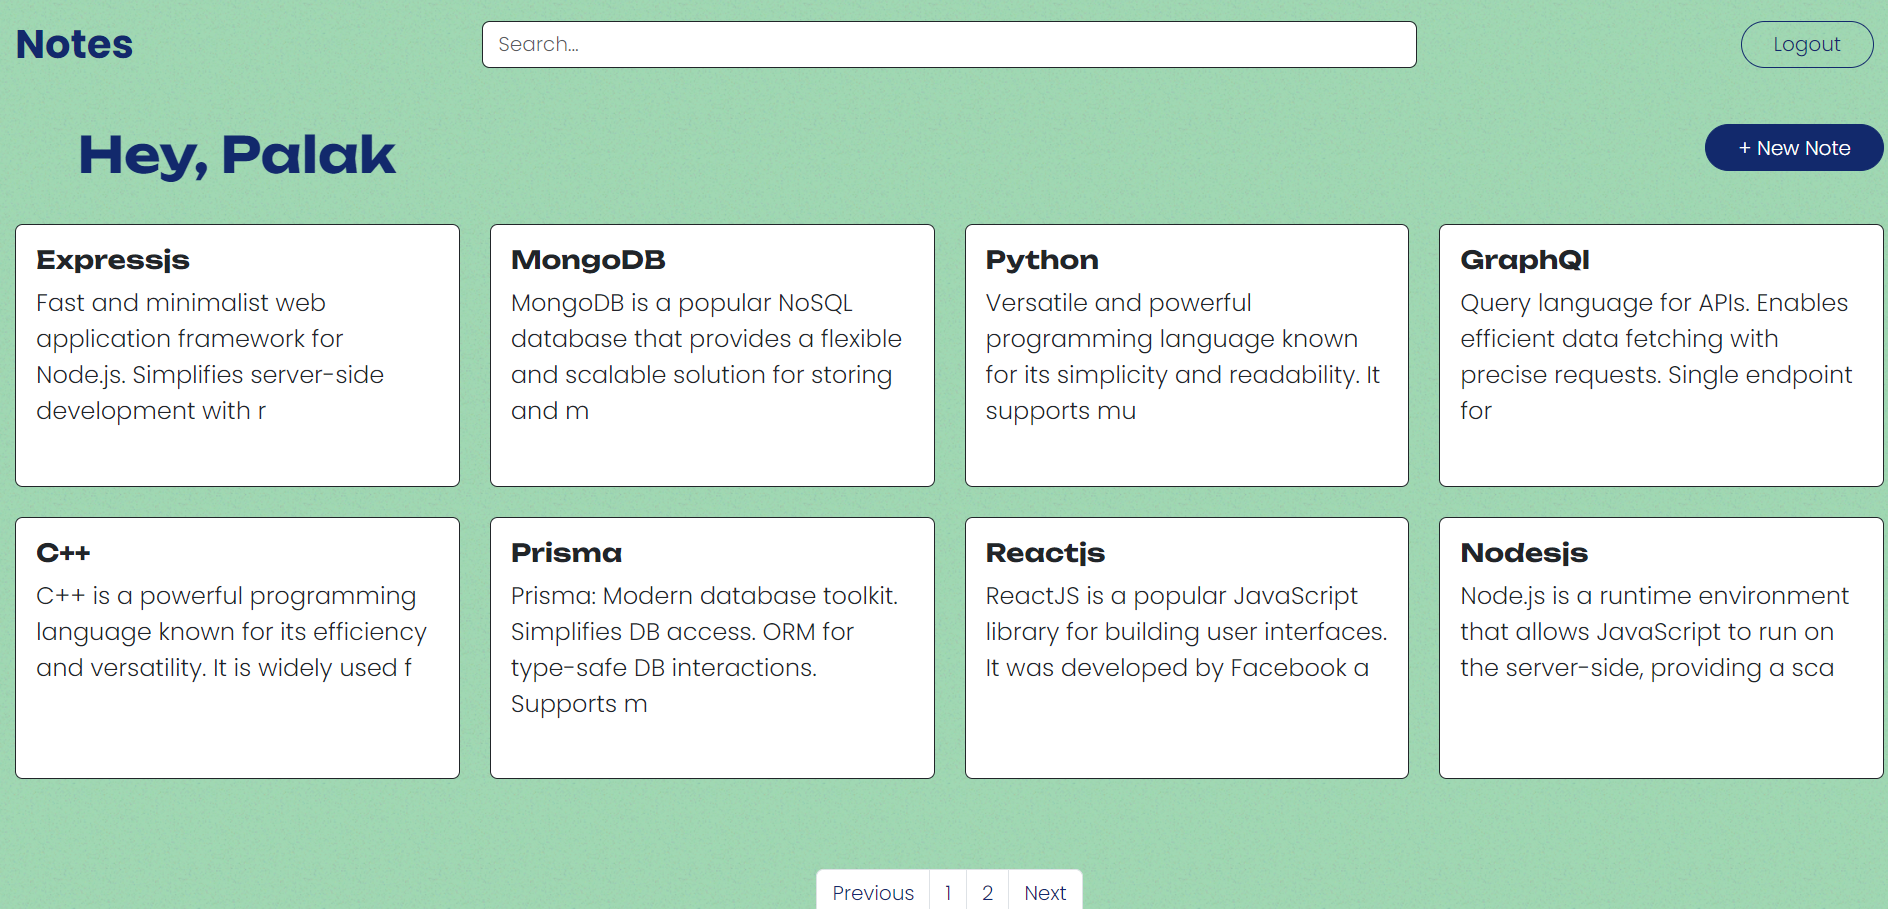 Notes
Search...
Logout
Hey, Palak
+ New Note
Expressjs
Fast and minimalist web
application framework for
Node.js. Simplifies server-side
development with r
MongoDB
MongoDB is a popular NoSQL
database that provides a flexible
and scalable solution for storing
and m
Python
Versatile and powerful
programming language known
for its simplicity and readability. It
supports mu
GraphQl
Query language for APIs. Enables
efficient data fetching with
precise requests. Single endpoint
for
C++
C++ is a powerful programming
language known for its efficiency
and versatility. It is widely used f
Prisma
Prisma: Modern database toolkit.
Simplifies DB access. ORM for
type-safe DB interactions.
Supports m
Reactjs
ReactJS is a popular JavaScript
library for building user interfaces.
It was developed by Facebook a
Nodesjs
Node.js is a runtime environment
that allows JavaScript to run on
the server-side, providing a sca
Previous 1 2 Next